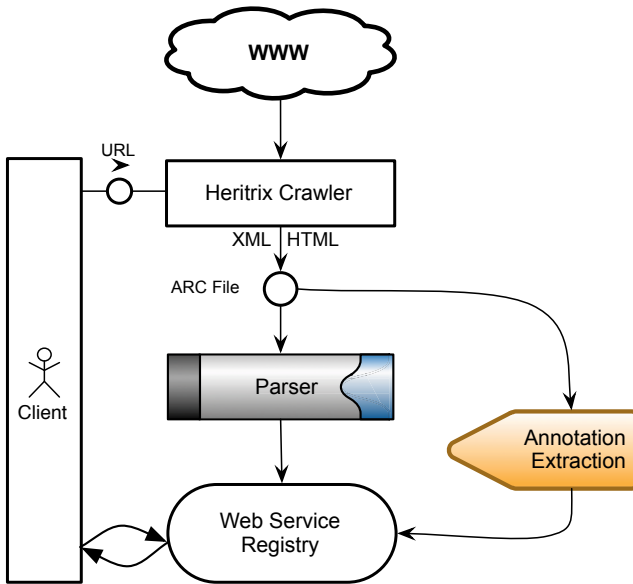 WWW
URL
Heritrix Crawler
XML HTML
ARC File
Parser
Client
Annotation
Extraction
Web Service
Registry